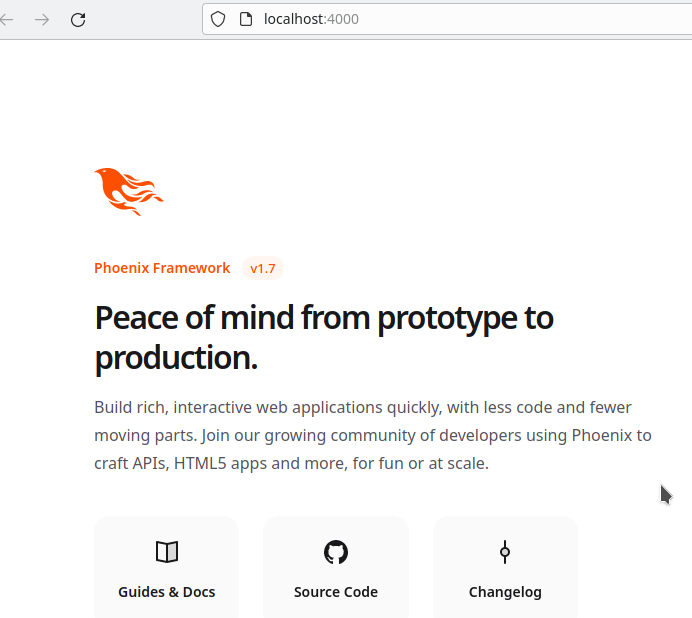 localhost:4000
Phoenix Framework v1.7
Peace of mind from prototype to
production.
Build rich, interactive web applications quickly, with less code and fewer
moving parts. Join our growing community of developers using Phoenix to
craft APIs, HTML5 apps and more, for fun or at scale.
Guides & Docs Source Code Changelog